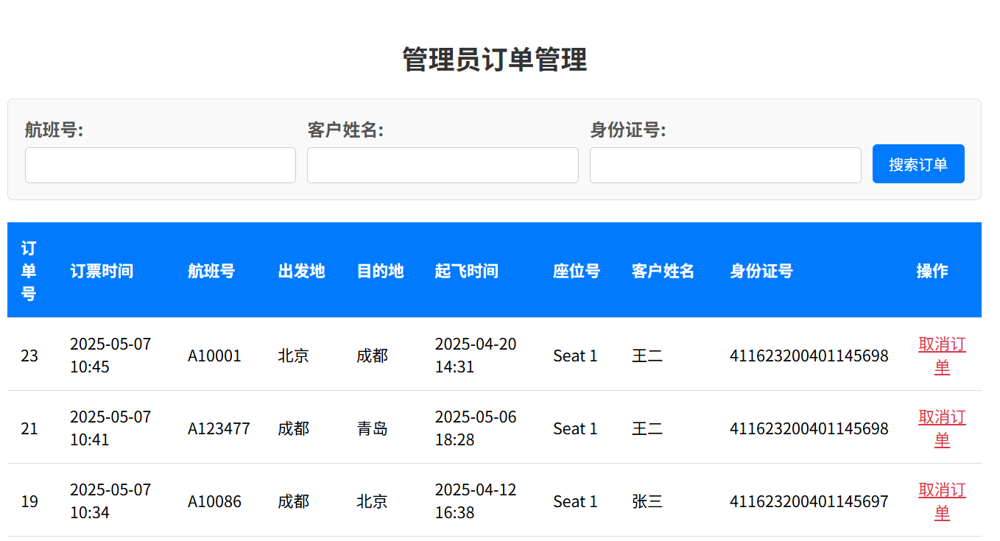 管理员订单管理
航班号: 客户姓名: 身份证号:
搜索订单
订单号 订票时间 航班号 出发地 目的地 起飞时间 座位号 客户姓名 身份证号 操作
23 2025-05-07 10:45 A10001 北京 成都 2025-04-20 14:31 Seat 1 王二 411623200401145698 取消订单
21 2025-05-07 10:41 A123477 成都 青岛 2025-05-06 18:28 Seat 1 王二 411623200401145698 取消订单
19 2025-05-07 10:34 A10086 成都 北京 2025-04-12 16:38 Seat 1 张三 411623200401145697 取消订单